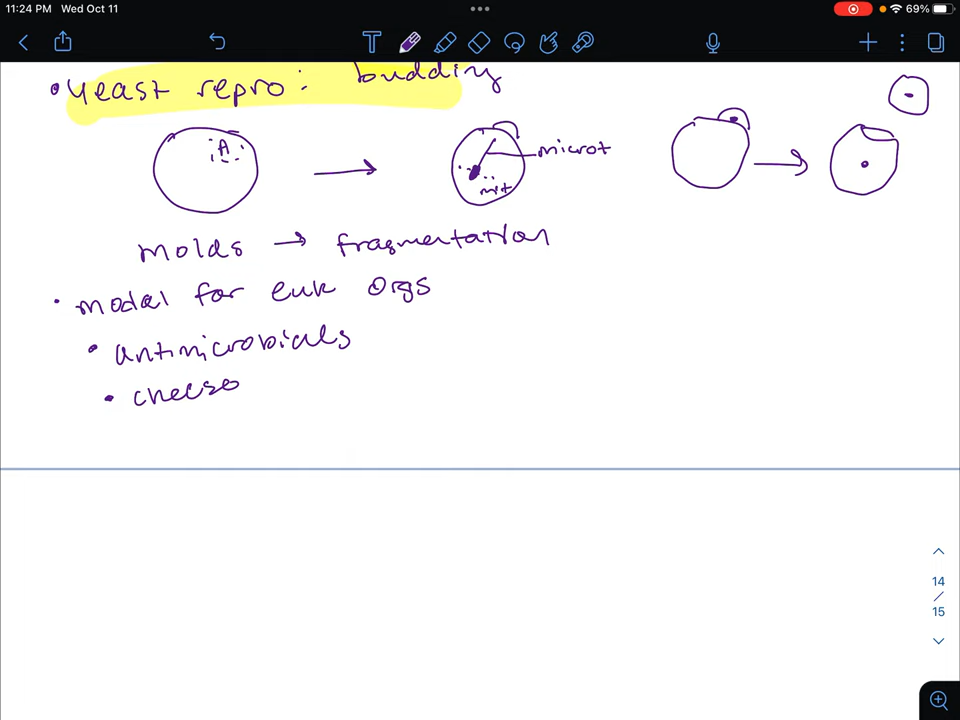 11:24 PM Wed Oct 11
69%
T
• Yeast repro: budding
A
microt
mit
molds → fragmentation
• modal for euk orgs
• antimicrobials
• cheese
14
/
15